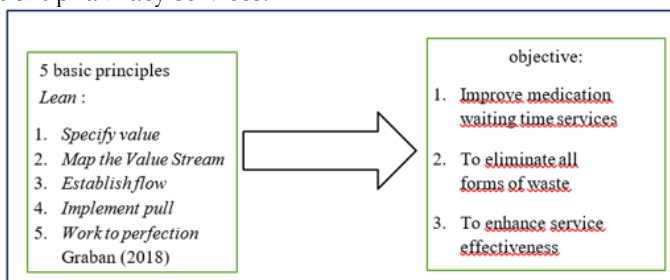 5 basic principles
Lean :
1. Specify value
2. Map the Value Stream
3. Establish flow
4. Implement pull
5. Work to perfection
Graban (2018)
objective:
1. Improve medication
waiting time services
2. To eliminate all
forms of waste
3. To enhance service
effectiveness